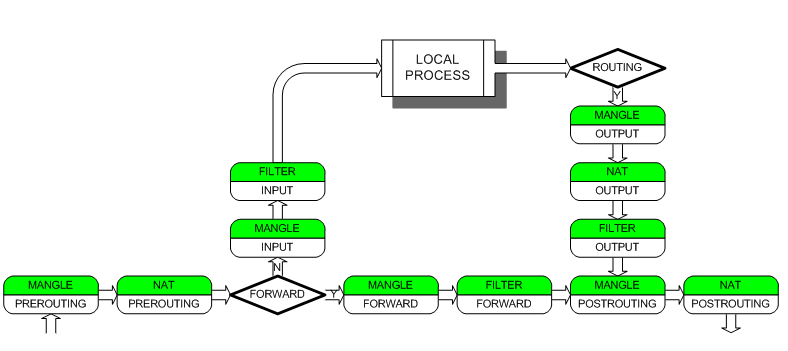 LOCAL
PROCESS
ROUTING
Y
MANGLE
OUTPUT
FILTER
INPUT
NAT
OUTPUT
MANGLE
INPUT
FILTER
OUTPUT
N
MANGLE
PREROUTING
NAT
PREROUTING
FORWARD
Y
MANGLE
FORWARD
FILTER
FORWARD
MANGLE
POSTROUTING
NAT
POSTROUTING